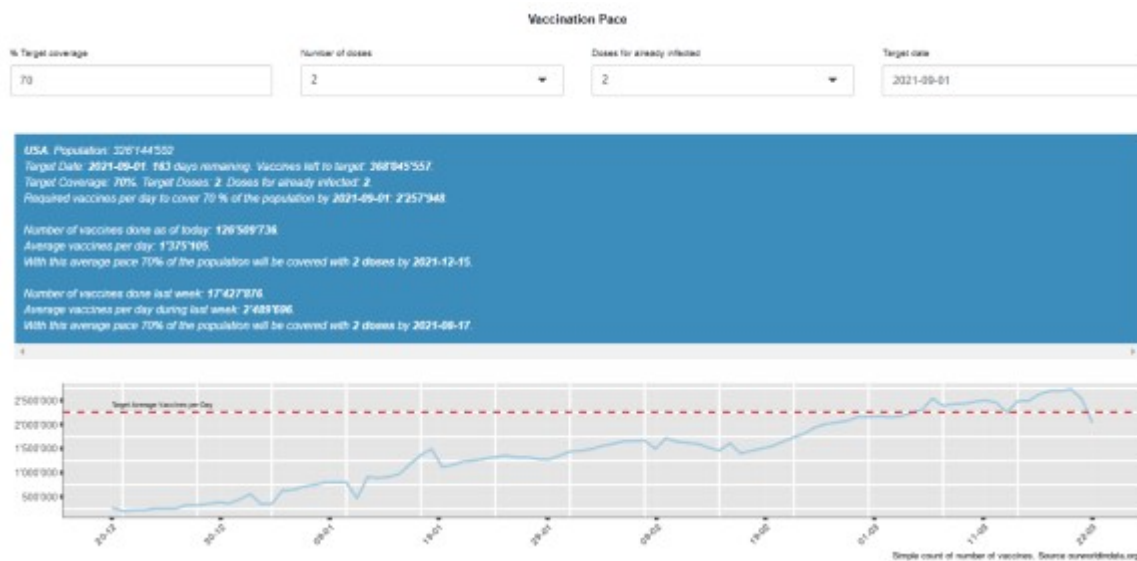 Vaccination Pace
% Target coverage
Number of doses
Doses for already infected
Target date
70
2
2
2021-09-01
USA. Population: 326'144'552
Target Date: 2021-09-01. 163 days remaining. Vaccines left to target: 368'045'557.
Target Coverage: 70%. Target Doses: 2. Doses for already infected: 2.
Required vaccines per day to cover 70 % of the population by 2021-09-01: 2'257'948
Number of vaccines done as of today: 126'509'736.
Average vaccines per day: 1'375'105.
With this average pace 70% of the population will be covered with 2 doses by 2021-12-15.
Number of vaccines done last week: 17'427'876.
Average vaccines per day during last week: 2'489'696.
With this average pace 70% of the population will be covered with 2 doses by 2021-08-17.
Target Average Vaccines per Day
2'500'000
2'000'000
1'500'000
1'000'000
500'000
20-12
30-12
09-01
19-01
29-01
09-02
19-02
01-03
11-03
22-03
Simple count of number of vaccines. Source ourworldindata.org